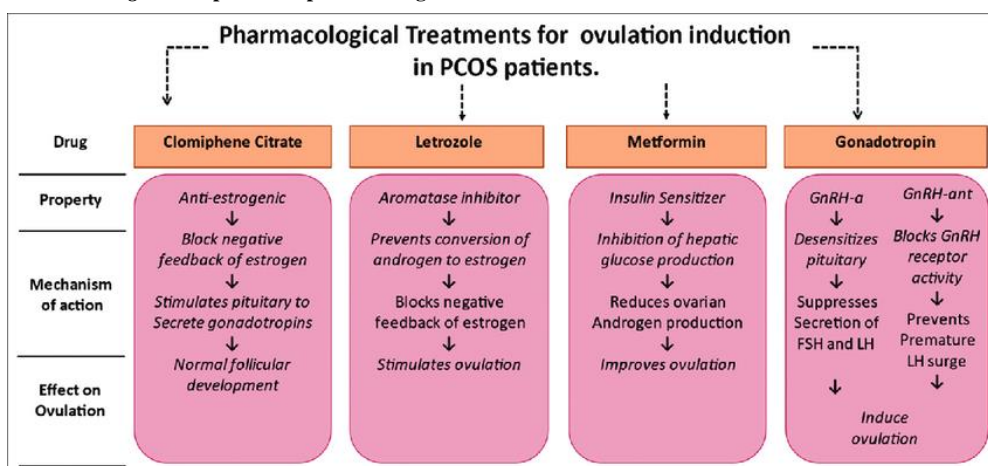 Pharmacological Treatments for ovulation induction
in PCOS patients.
Drug
Property
Mechanism
of action
Effect on
Ovulation
Clomiphene Citrate
Anti-estrogenic
Block negative
feedback of estrogen
Stimulates pituitary to
Secrete gonadotropins
Normal follicular
development
Letrozole
Aromatase inhibitor
Prevents conversion of
androgen to estrogen
Blocks negative
feedback of estrogen
Stimulates ovulation
Metformin
Insulin Sensitizer
Inhibition of hepatic
glucose production
Reduces ovarian
Androgen production
Improves ovulation
Gonadotropin
GnRH-a
Desensitizes
pituitary
Suppresses
Secretion of
FSH and LH
GnRH-ant
Blocks GnRH
receptor
activity
Prevents
Premature
LH surge
Induce
ovulation